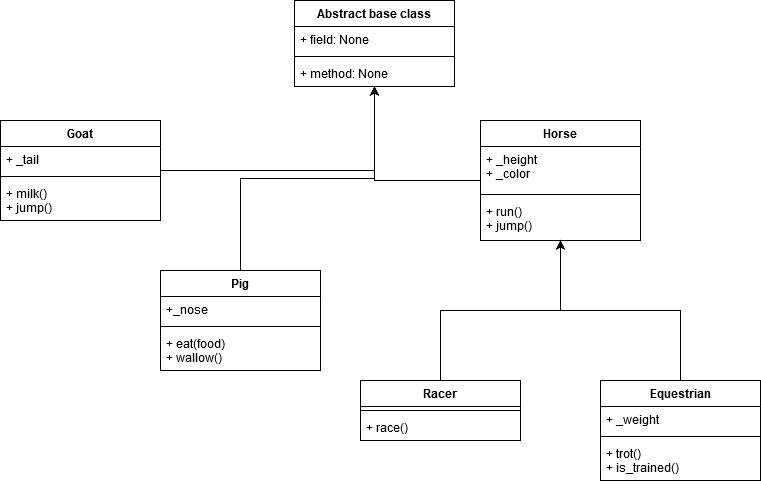 Abstract base class
+ field: None
+ method: None
Goat
+ _tail
+ milk()
+ jump()
Horse
+ _height
+ _color
+ run()
+ jump()
Pig
+_nose
+ eat(food)
+ wallow()
Racer
+ race()
Equestrian
+ _weight
+ trot()
+ is_trained()